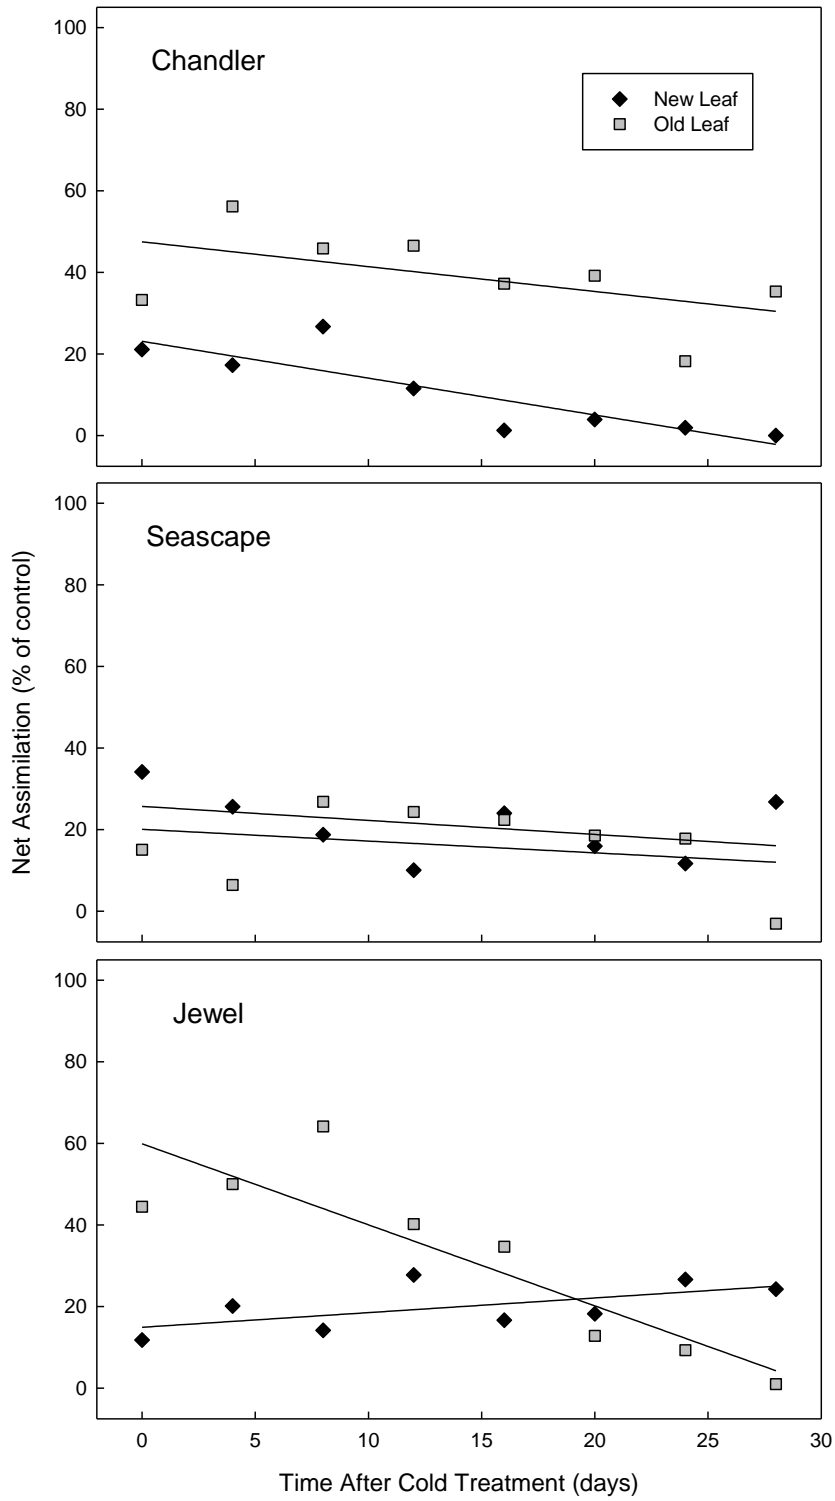 100
Chandler
New Leaf
Old Leaf
80
60
40
20
0
100
Seascape
80
60
40
20
0
Net Assimilation (% of control)
100
Jewel
80
60
40
20
0
0 5 10 15 20 25 30
Time After Cold Treatment (days)